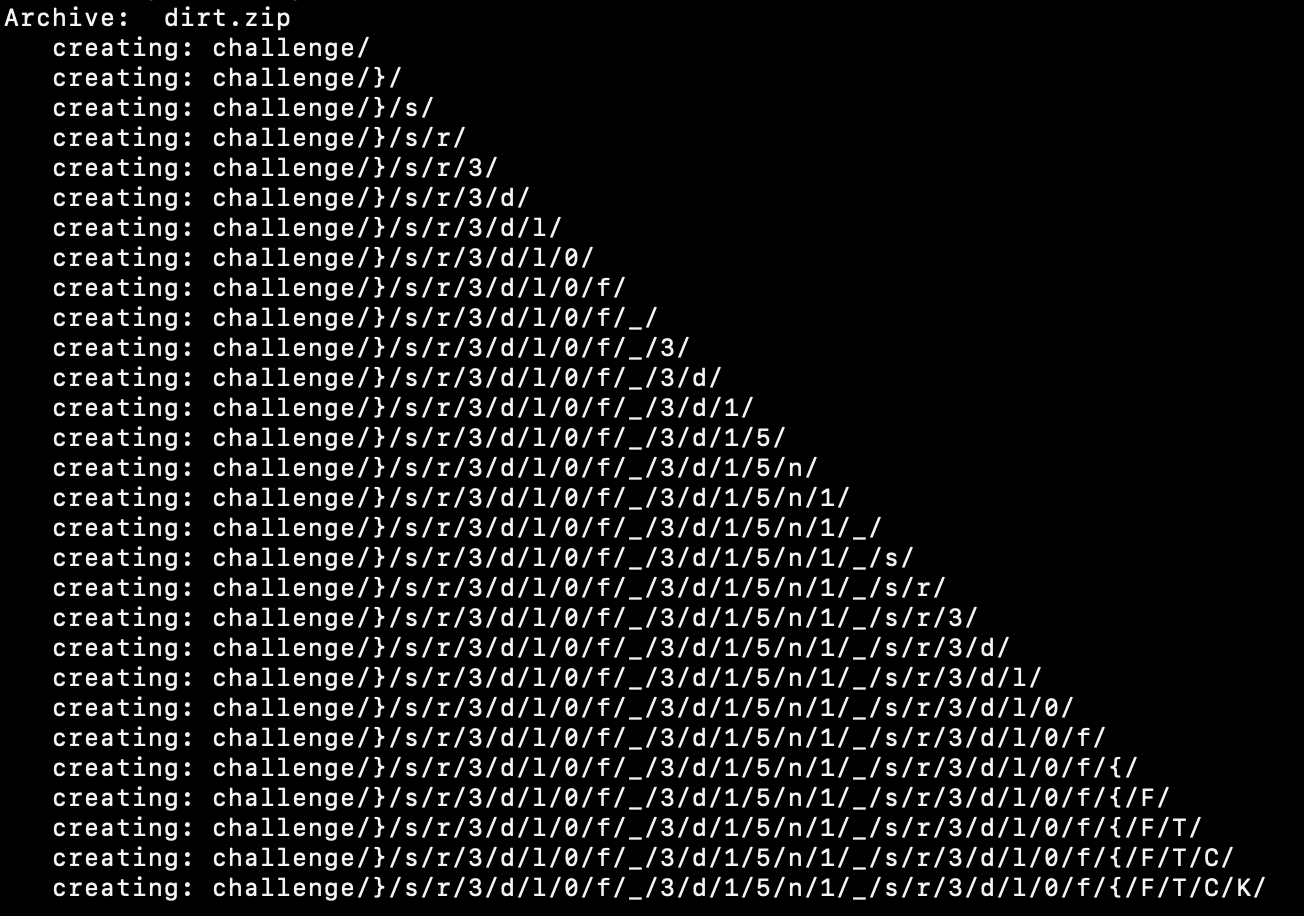 Archive:  dirt.zip
   creating: challenge/
   creating: challenge/}/
   creating: challenge/}/s/
   creating: challenge/}/s/r/
   creating: challenge/}/s/r/3/
   creating: challenge/}/s/r/3/d/
   creating: challenge/}/s/r/3/d/l/
   creating: challenge/}/s/r/3/d/l/0/
   creating: challenge/}/s/r/3/d/l/0/f/
   creating: challenge/}/s/r/3/d/l/0/f/_/
   creating: challenge/}/s/r/3/d/l/0/f/_/3/
   creating: challenge/}/s/r/3/d/l/0/f/_/3/d/
   creating: challenge/}/s/r/3/d/l/0/f/_/3/d/1/
   creating: challenge/}/s/r/3/d/l/0/f/_/3/d/1/5/
   creating: challenge/}/s/r/3/d/l/0/f/_/3/d/1/5/n/
   creating: challenge/}/s/r/3/d/l/0/f/_/3/d/1/5/n/1/
   creating: challenge/}/s/r/3/d/l/0/f/_/3/d/1/5/n/1/_/
   creating: challenge/}/s/r/3/d/l/0/f/_/3/d/1/5/n/1/_/s/
   creating: challenge/}/s/r/3/d/l/0/f/_/3/d/1/5/n/1/_/s/r/
   creating: challenge/}/s/r/3/d/l/0/f/_/3/d/1/5/n/1/_/s/r/3/
   creating: challenge/}/s/r/3/d/l/0/f/_/3/d/1/5/n/1/_/s/r/3/d/
   creating: challenge/}/s/r/3/d/l/0/f/_/3/d/1/5/n/1/_/s/r/3/d/l/
   creating: challenge/}/s/r/3/d/l/0/f/_/3/d/1/5/n/1/_/s/r/3/d/l/0/
   creating: challenge/}/s/r/3/d/l/0/f/_/3/d/1/5/n/1/_/s/r/3/d/l/0/f/
   creating: challenge/}/s/r/3/d/l/0/f/_/3/d/1/5/n/1/_/s/r/3/d/l/0/f/{/
   creating: challenge/}/s/r/3/d/l/0/f/_/3/d/1/5/n/1/_/s/r/3/d/l/0/f/{/F/
   creating: challenge/}/s/r/3/d/l/0/f/_/3/d/1/5/n/1/_/s/r/3/d/l/0/f/{/F/T/
   creating: challenge/}/s/r/3/d/l/0/f/_/3/d/1/5/n/1/_/s/r/3/d/l/0/f/{/F/T/C/
   creating: challenge/}/s/r/3/d/l/0/f/_/3/d/1/5/n/1/_/s/r/3/d/l/0/f/{/F/T/C/K/